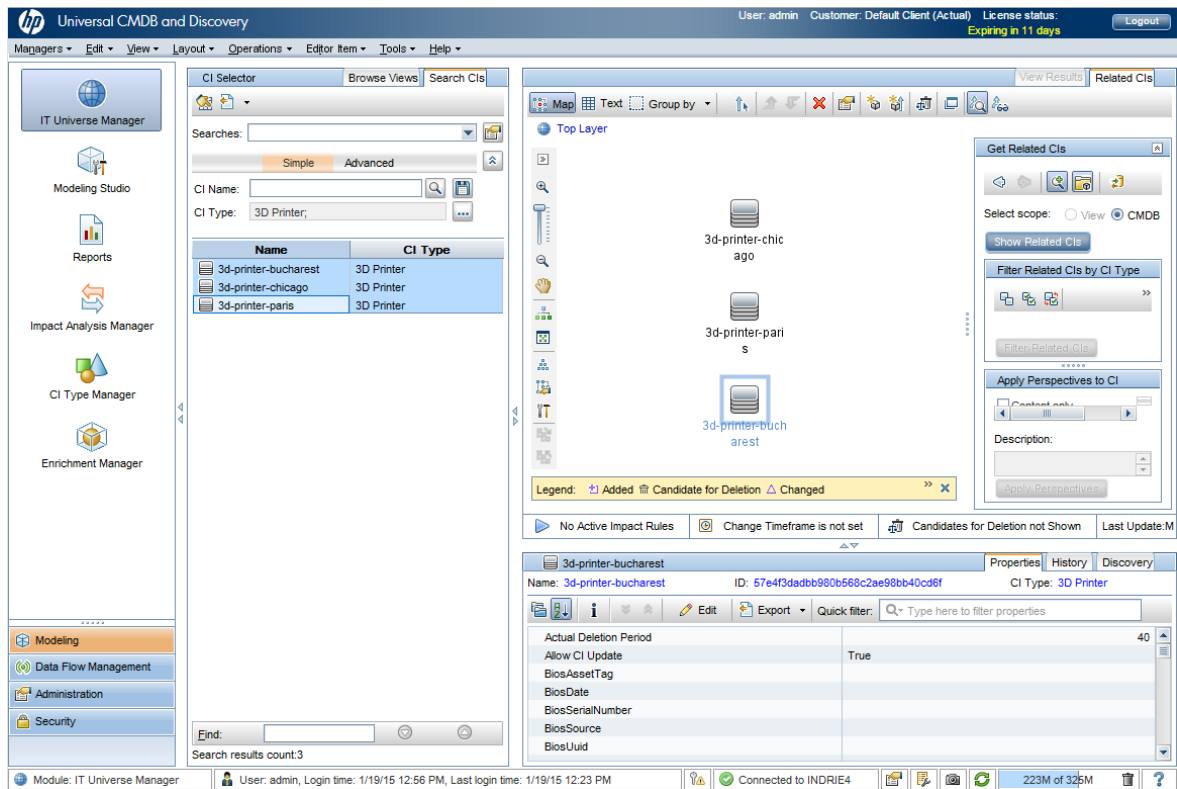 hp Universal CMDB and Discovery
User: admin Customer: Default Client (Actual) License status:
Expiring in 11 days
Logout
Managers Edit View Layout Operations Editor Item Tools Help
IT Universe Manager
Modeling Studio
Reports
Impact Analysis Manager
CI Type Manager
Enrichment Manager
Modeling
Data Flow Management
Administration
Security
CI Selector Browse Views Search CIs
Searches:
Simple Advanced
CI Name:
CI Type: 3D Printer;
...
Name CI Type
3d-printer-bucharest 3D Printer
3d-printer-chicago 3D Printer
3d-printer-paris 3D Printer
Find:
Search results count:3
View Results Related CIs
Map Text Group by
Top Layer
3d-printer-chic
ago
3d-printer-pari
s
3d-printer-buch
arest
Legend: Added Candidate for Deletion Changed
Get Related CIs
Select scope: View CMDB
Show Related CIs
Filter Related CIs by CI Type
Filter Related CIs
Apply Perspectives to CI
Content only
Description:
Apply Perspectives
No Active Impact Rules Change Timeframe is not set Candidates for Deletion not Shown Last Update:M
3d-printer-bucharest Properties History Discovery
Name: 3d-printer-bucharest ID: 57e4f3dadbb980b568c2ae98bb40cd6f CI Type: 3D Printer
Edit Export Quick filter: Type here to filter properties
Actual Deletion Period 40
Allow CI Update True
BiosAssetTag
BiosDate
BiosSerialNumber
BiosSource
BiosUuid
Module: IT Universe Manager User: admin, Login time: 1/19/15 12:56 PM, Last login time: 1/19/15 12:23 PM Connected to INDRIE4 223M of 325M